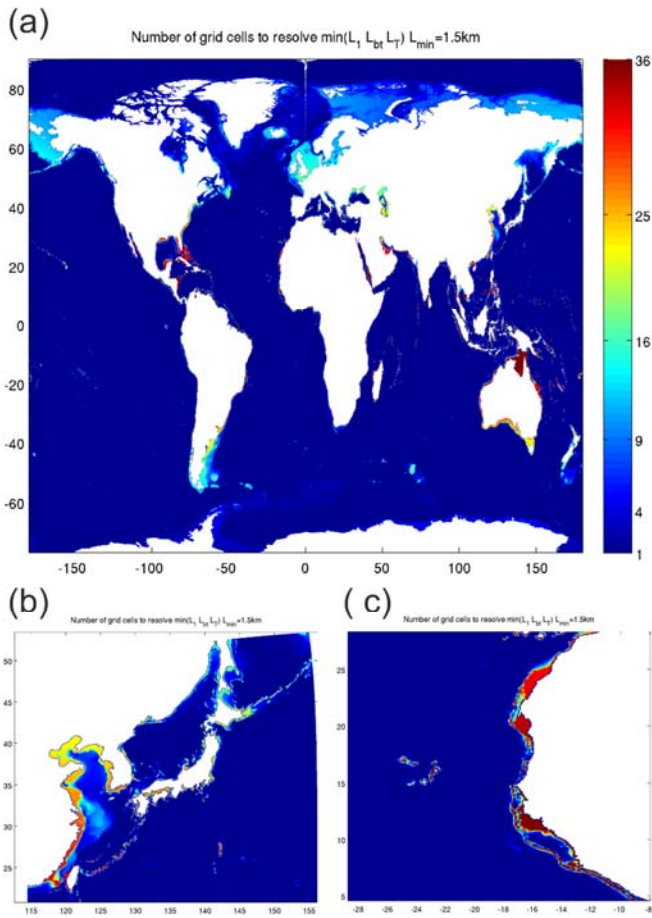 (a)
Number of grid cells to resolve min(L1 Lbt LT) Lmin=1.5km
80
60
40
20
0
-20
-40
-60
-150 -100 -50 0 50 100 150
36
25
16
9
4
1
(b)
Number of grid cells to resolve min(L1 Lbt LT) Lmin=1.5km
50
45
40
35
30
25
115 120 125 130 135 140 145 150 155
( c)
Number of grid cells to resolve min(L1 Lbt LT) Lmin=1.5km
25
20
15
10
5
-28 -26 -24 -22 -20 -18 -16 -14 -12 -10 -8